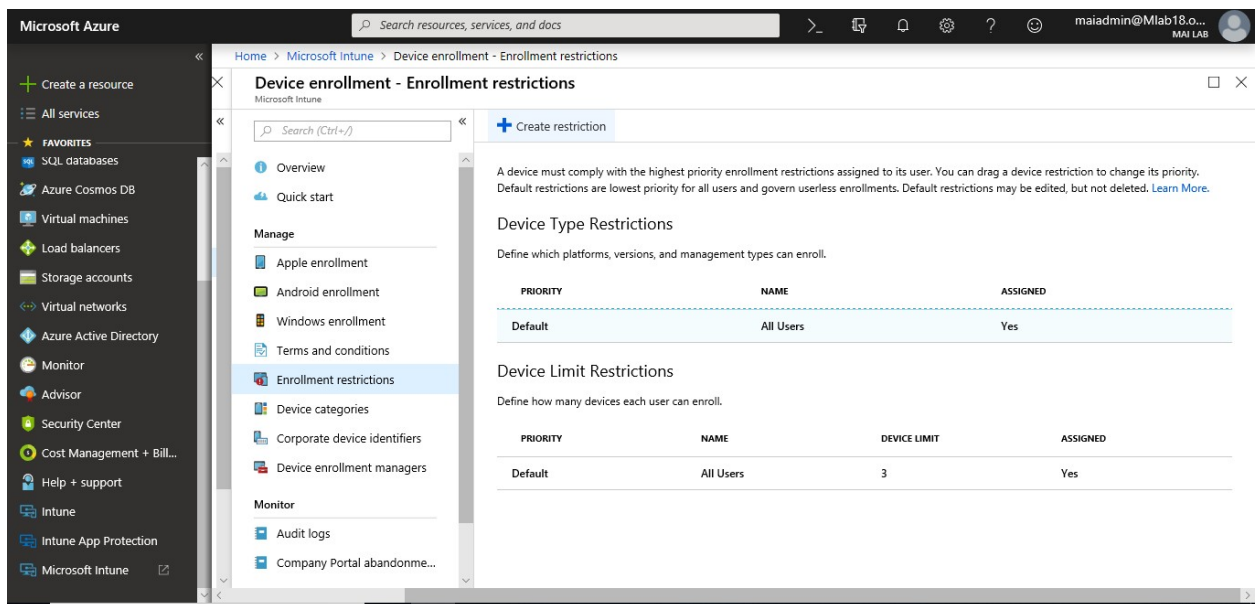 Microsoft Azure
Search resources, services, and docs
maiadmin@Mlab18.o...
MAI LAB
Home > Microsoft Intune > Device enrollment - Enrollment restrictions
Create a resource
All services
FAVORITES
SQL databases
Azure Cosmos DB
Virtual machines
Load balancers
Storage accounts
Virtual networks
Azure Active Directory
Monitor
Advisor
Security Center
Cost Management + Bill...
Help + support
Intune
Intune App Protection
Microsoft Intune
Device enrollment - Enrollment restrictions
Microsoft Intune
Search (Ctrl+/)
Overview
Quick start
Manage
Apple enrollment
Android enrollment
Windows enrollment
Terms and conditions
Enrollment restrictions
Device categories
Corporate device identifiers
Device enrollment managers
Monitor
Audit logs
Company Portal abandonme...
Create restriction
A device must comply with the highest priority enrollment restrictions assigned to its user. You can drag a device restriction to change its priority.
Default restrictions are lowest priority for all users and govern userless enrollments. Default restrictions may be edited, but not deleted. Learn More.
Device Type Restrictions
Define which platforms, versions, and management types can enroll.
PRIORITY NAME ASSIGNED
Default All Users Yes
Device Limit Restrictions
Define how many devices each user can enroll.
PRIORITY NAME DEVICE LIMIT ASSIGNED
Default All Users 3 Yes